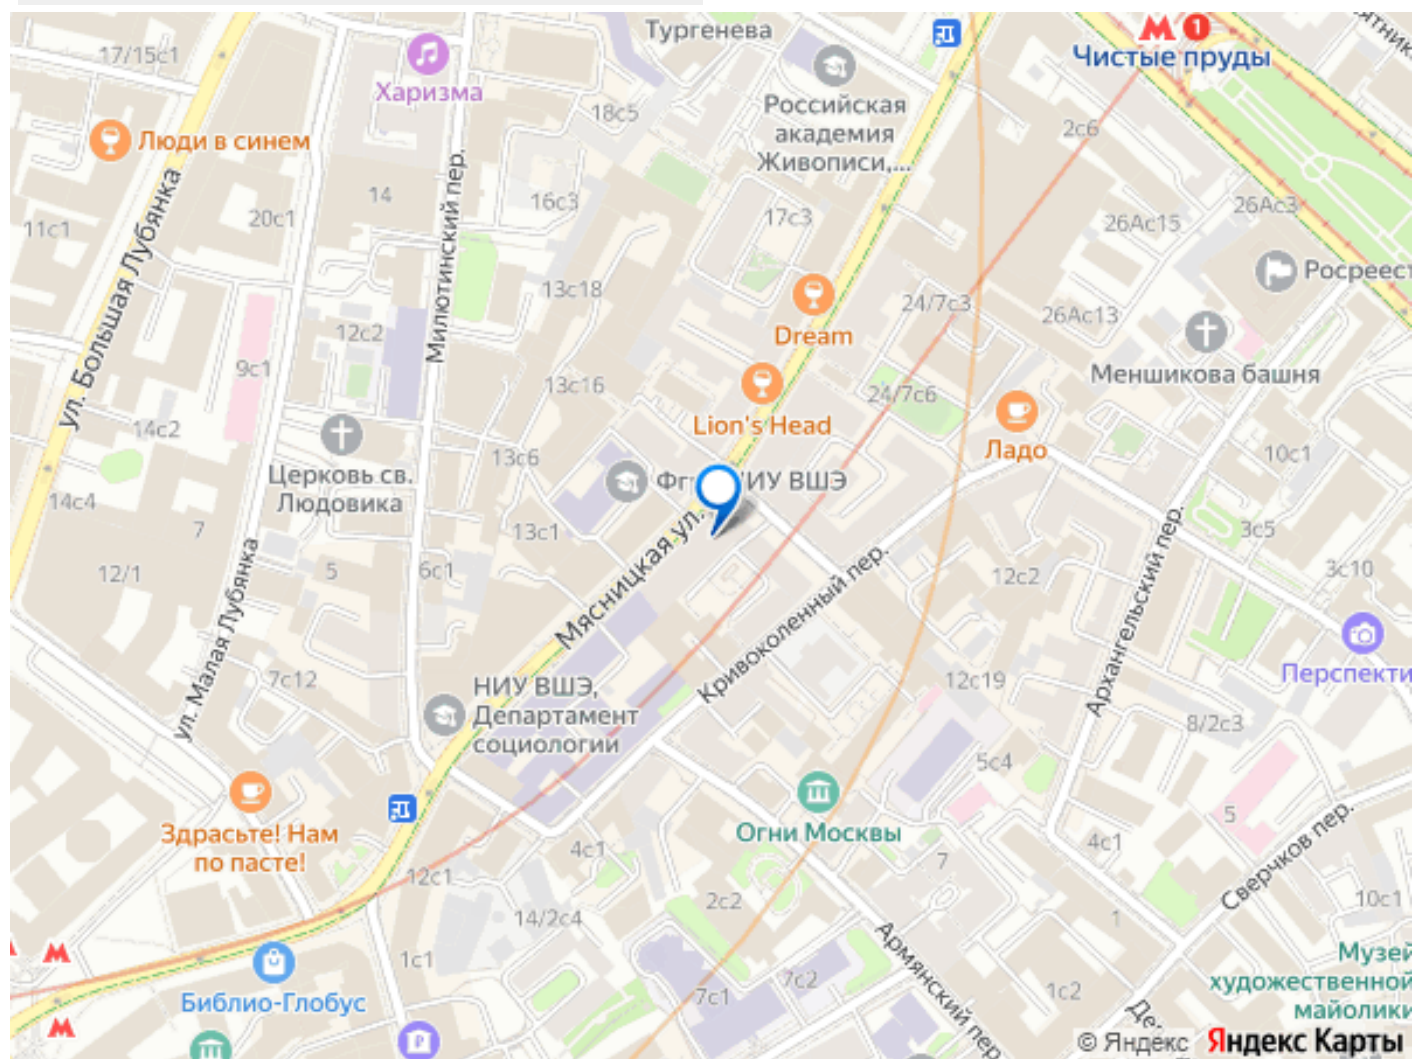 Тургенева
1
Чистые пруды
17/15с1
Харизма
18с5
Российская
академия
Живописи,...
2с6
Люди в синем
14
16с3
20с1
11с1
17с3
26Ас15
26Ас3
ул. Большая Лубянка
Милютинский пер.
13с18
Росреест
Dream
24/7с3
26Ас13
12с2
9с1
Меншикова башня
13с16
24/7с6
Lion's Head
Ладо
14с2
13с6
10с1
Церковь св.
Людовика
НИУ ВШЭ
14с4
7
13с1
3с5
Мясницкая ул.
12/1
5
6с1
12с2
3с10
Кривоколенный пер.
Архангельский пер.
ул. Малая Лубянка
7с12
12с19
Перспекти
НИУ ВШЭ,
Департамент
социологии
8/2с3
5с4
Здрасьте! Нам
по пасте!
Огни Москвы
5
4с1
7
4с1
Сверчков пер.
12с1
2с2
14/2с4
1
10с1
Армянский пер.
1с1
Библио-Глобус
7с1
7с2
1с2
Музей
художественной
майолики
© Яндекс Яндекс Карты